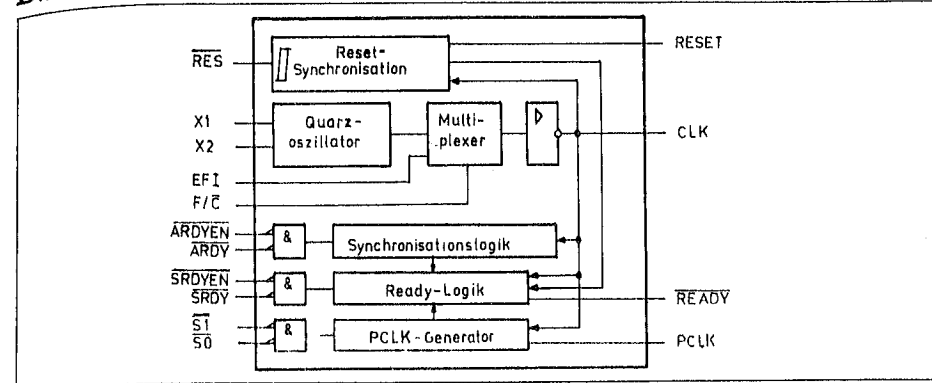 RES
Reset-
Synchronisation
RESET
X1
X2
Quarz-
oszillator
Multi-
plexer
CLK
EFI
F/C̅
ARDYEN
ARDY
&
Synchronisationslogik
SRDYEN
SRDY
&
Ready-Logik
READY
S1
S0
&
PCLK-Generator
PCLK